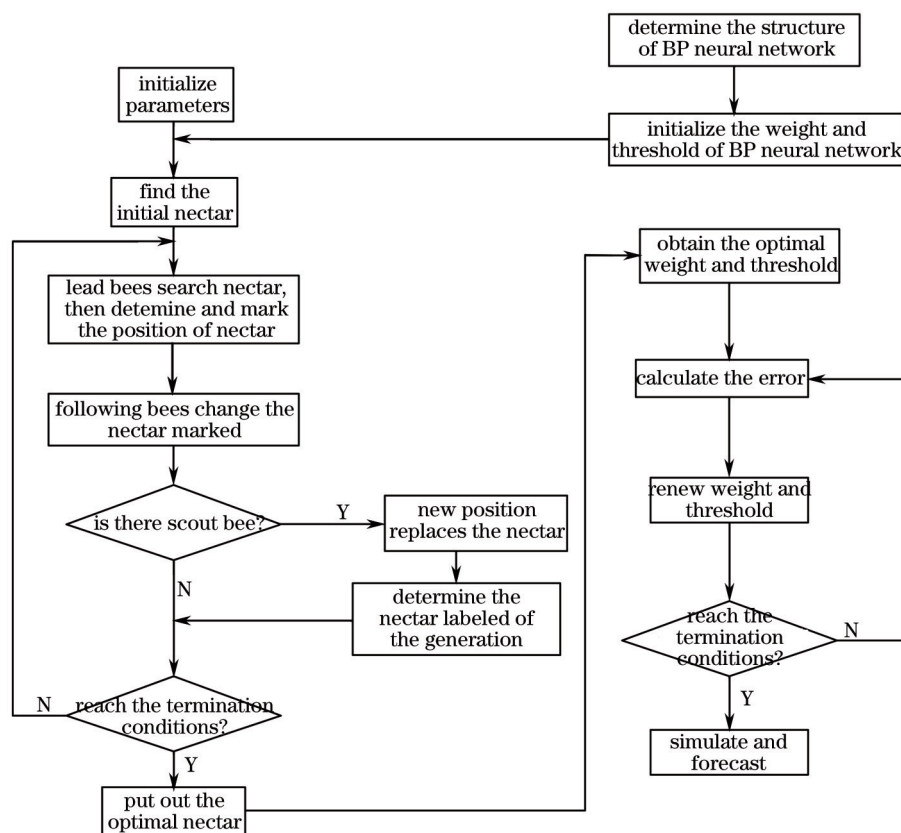 determine the structure
of BP neural network
initialize the weight and
threshold of BP neural network
initialize
parameters
find the
initial nectar
lead bees search nectar,
then detemine and mark
the position of nectar
following bees change the
nectar marked
is there scout bee?
Y
N
new position
replaces the nectar
determine the
nectar labeled of
the generation
reach the termination
conditions?
N
Y
put out the
optimal nectar
obtain the optimal
weight and threshold
calculate the error
renew weight and
threshold
reach the
termination
conditions?
N
Y
simulate and
forecast